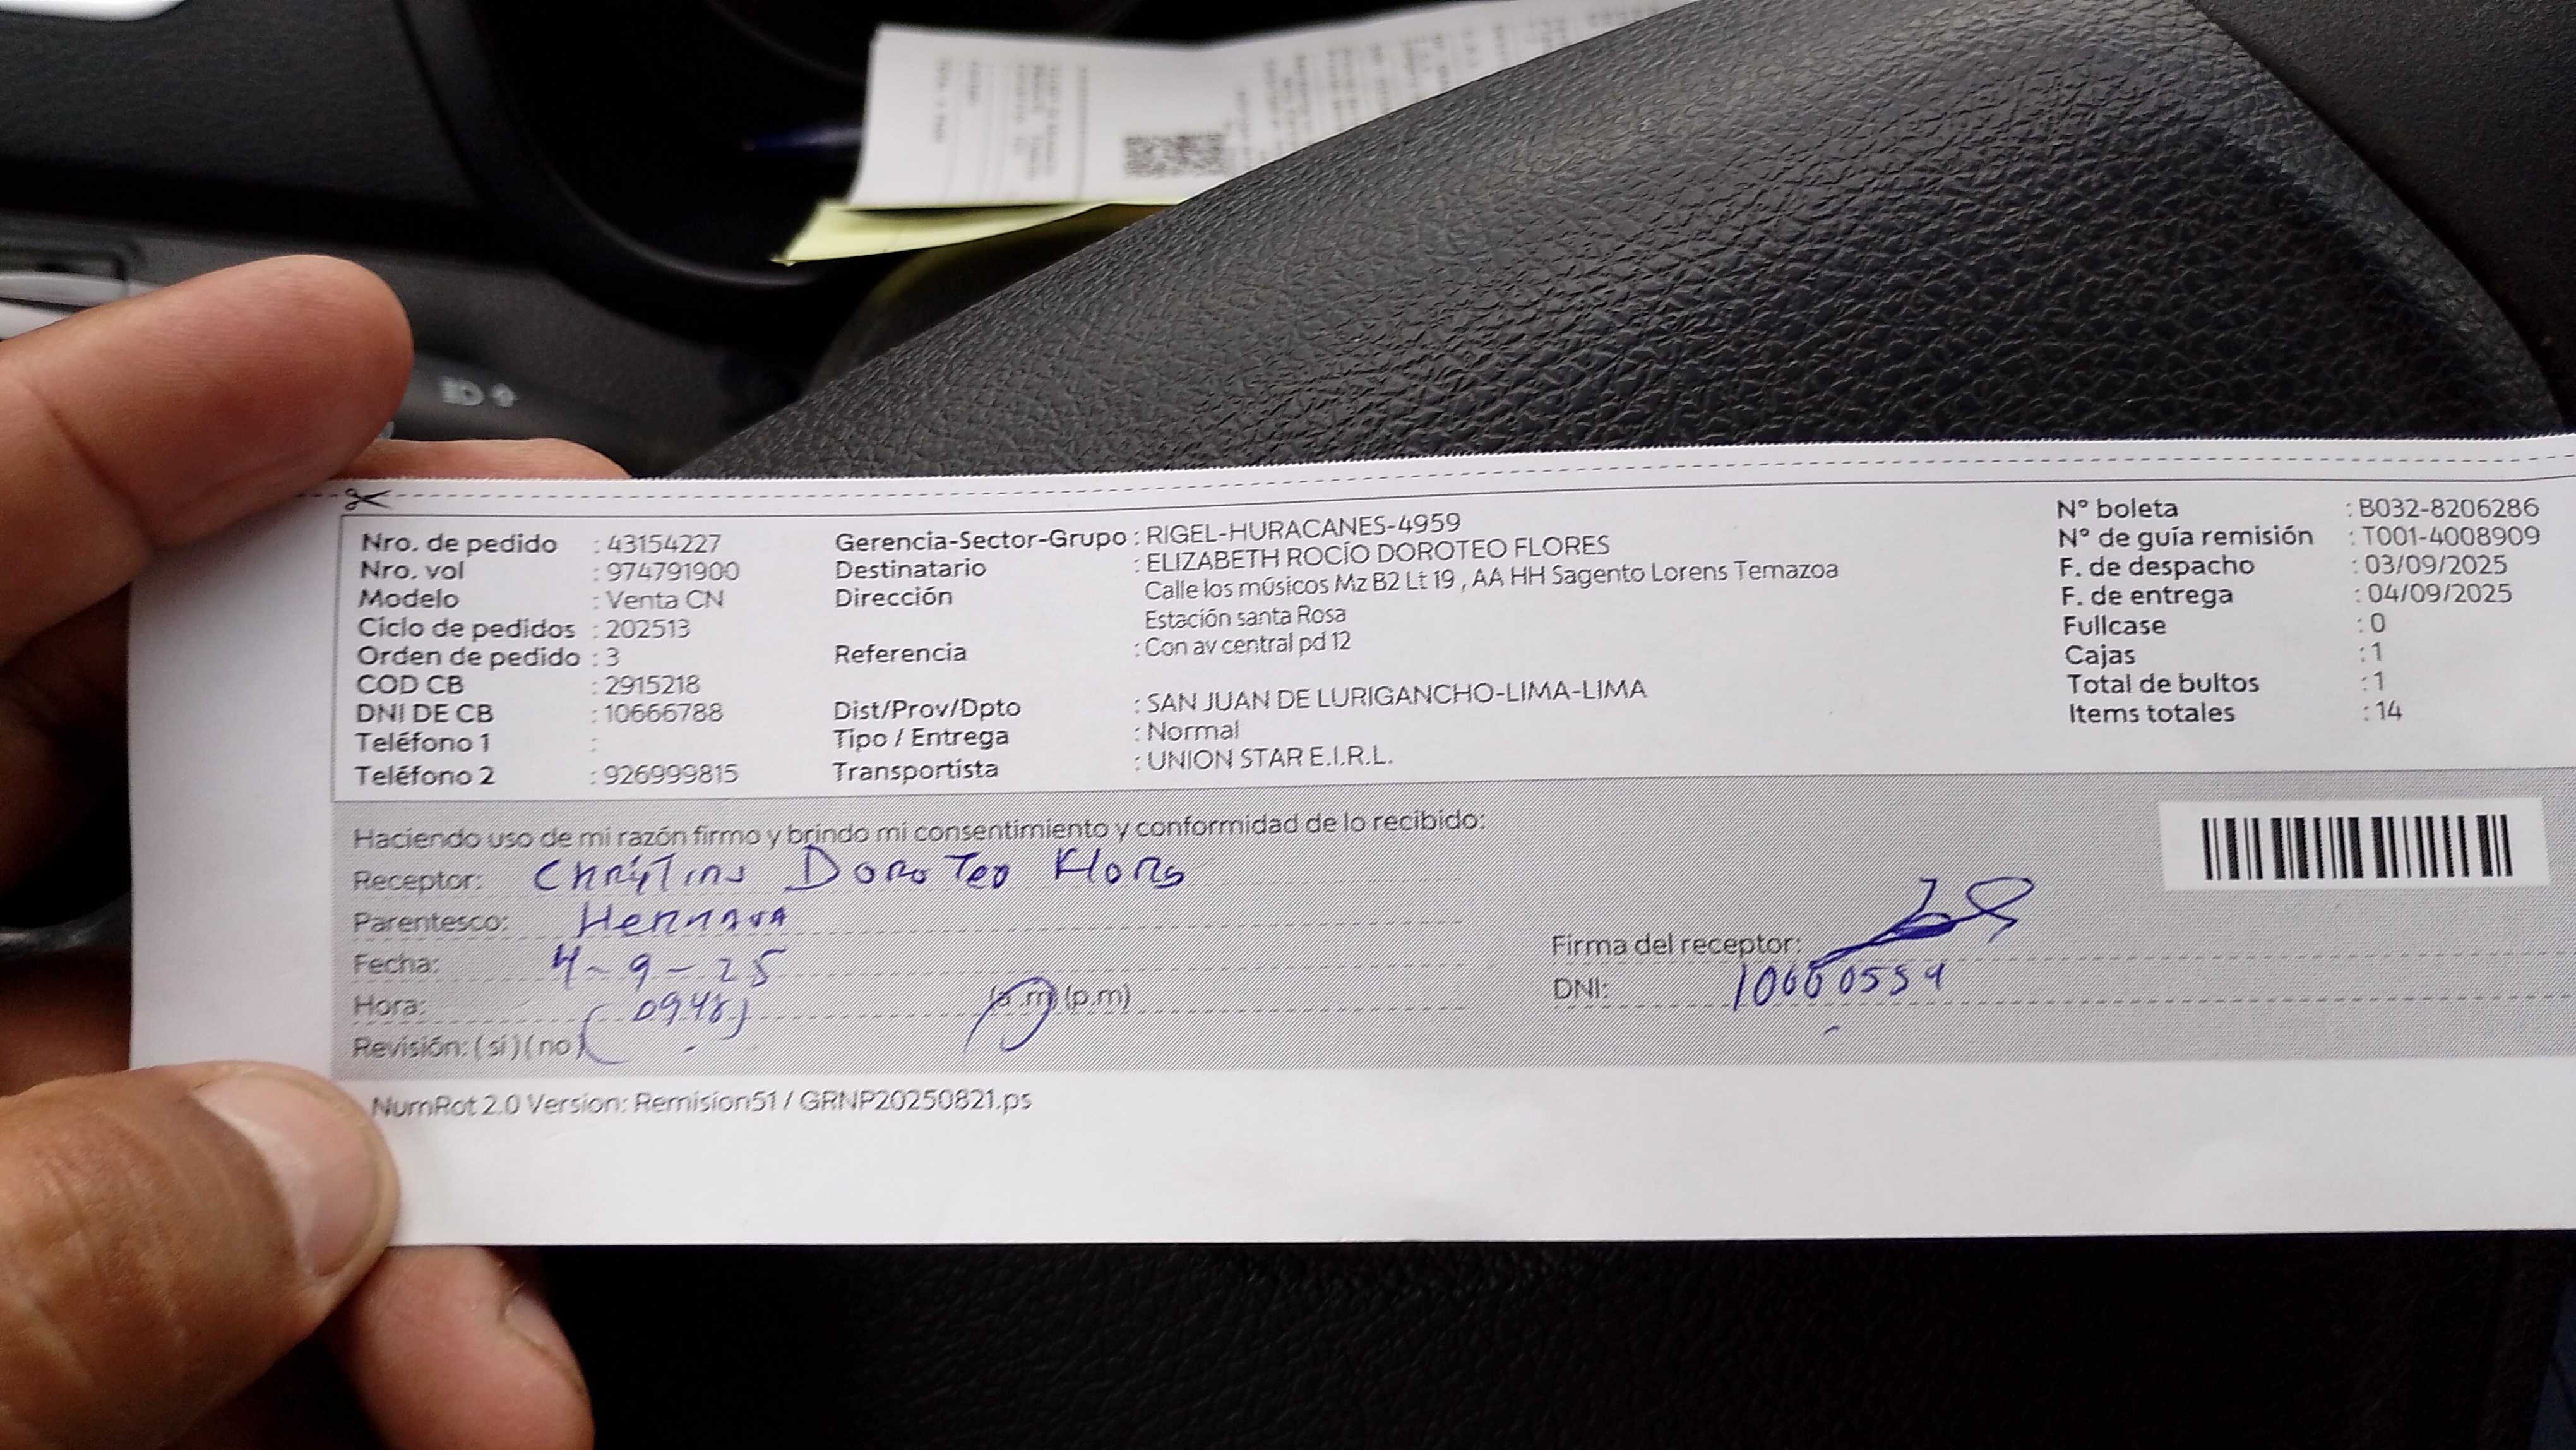 Nro. de pedido : 43154227
Nro. vol : 974791900
Modelo : Venta CN
Ciclo de pedidos : 202513
Orden de pedido : 3
COD CB : 2915218
DNI DE CB : 10666788
Teléfono 1 :
Teléfono 2 : 926999815
Gerencia-Sector-Grupo : RIGEL-HURACANES-4959
Destinatario : ELIZABETH ROCÍO DOROTEO FLORES
Dirección Calle los músicos Mz B2 Lt 19 , AA HH Sagento Lorens Temazoa
Estación santa Rosa
Referencia : Con av central pd 12
Dist/Prov/Dpto : SAN JUAN DE LURIGANCHO-LIMA-LIMA
Tipo / Entrega : Normal
Transportista : UNION STAR E.I.R.L.
N° boleta : B032-8206286
N° de guía remisión : T001-4008909
F. de despacho : 03/09/2025
F. de entrega : 04/09/2025
Fullcase : 0
Cajas : 1
Total de bultos : 1
Items totales : 14
Haciendo uso de mi razón firmo y brindo mi consentimiento y conformidad de lo recibido:
Receptor: Doroteo
Parentesco: Hermana
Fecha: 4-9-25
Hora: (0948) (a.m) (p.m)
Revisión: (si) (no)
Firma del receptor:
DNI:
NumRot 2.0 Version: Remision51 / GRNP20250821.ps